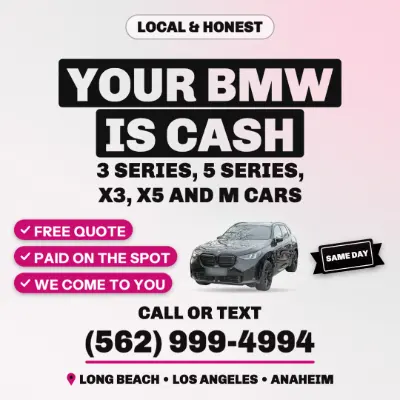 LOCAL & HONEST
YOUR BMW
IS CASH
3 SERIES, 5 SERIES,
X3, X5 AND M CARS
FREE QUOTE
PAID ON THE SPOT
WE COME TO YOU
SAME DAY
CALL OR TEXT
(562) 999-4994
LONG BEACH • LOS ANGELES • ANAHEIM